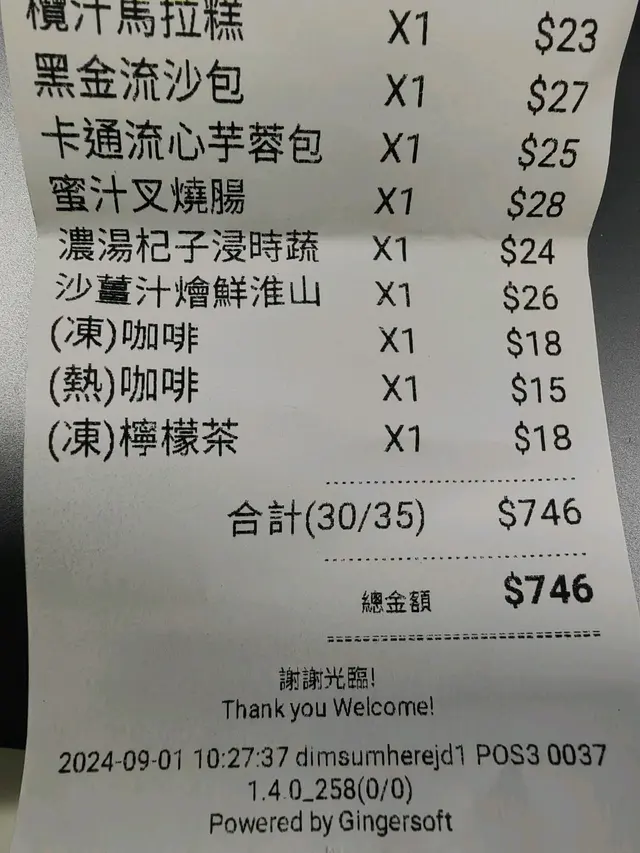 欖汁馬拉糕 X1 $23
黑金流沙包 X1 $27
卡通流心芋蓉包 X1 $25
蜜汁叉燒腸 X1 $28
濃湯杞子浸時蔬 X1 $24
沙薑汁燴鮮淮山 X1 $26
(凍)咖啡 X1 $18
(熱)咖啡 X1 $15
(凍)檸檬茶 X1 $18
合計(30/35) $746
總金額 $746
謝謝光臨!
Thank you Welcome!
2024-09-01 10:27:37 dimsumherejd1 POS3 0037
1.4.0_258(0/0)
Powered by Gingersoft